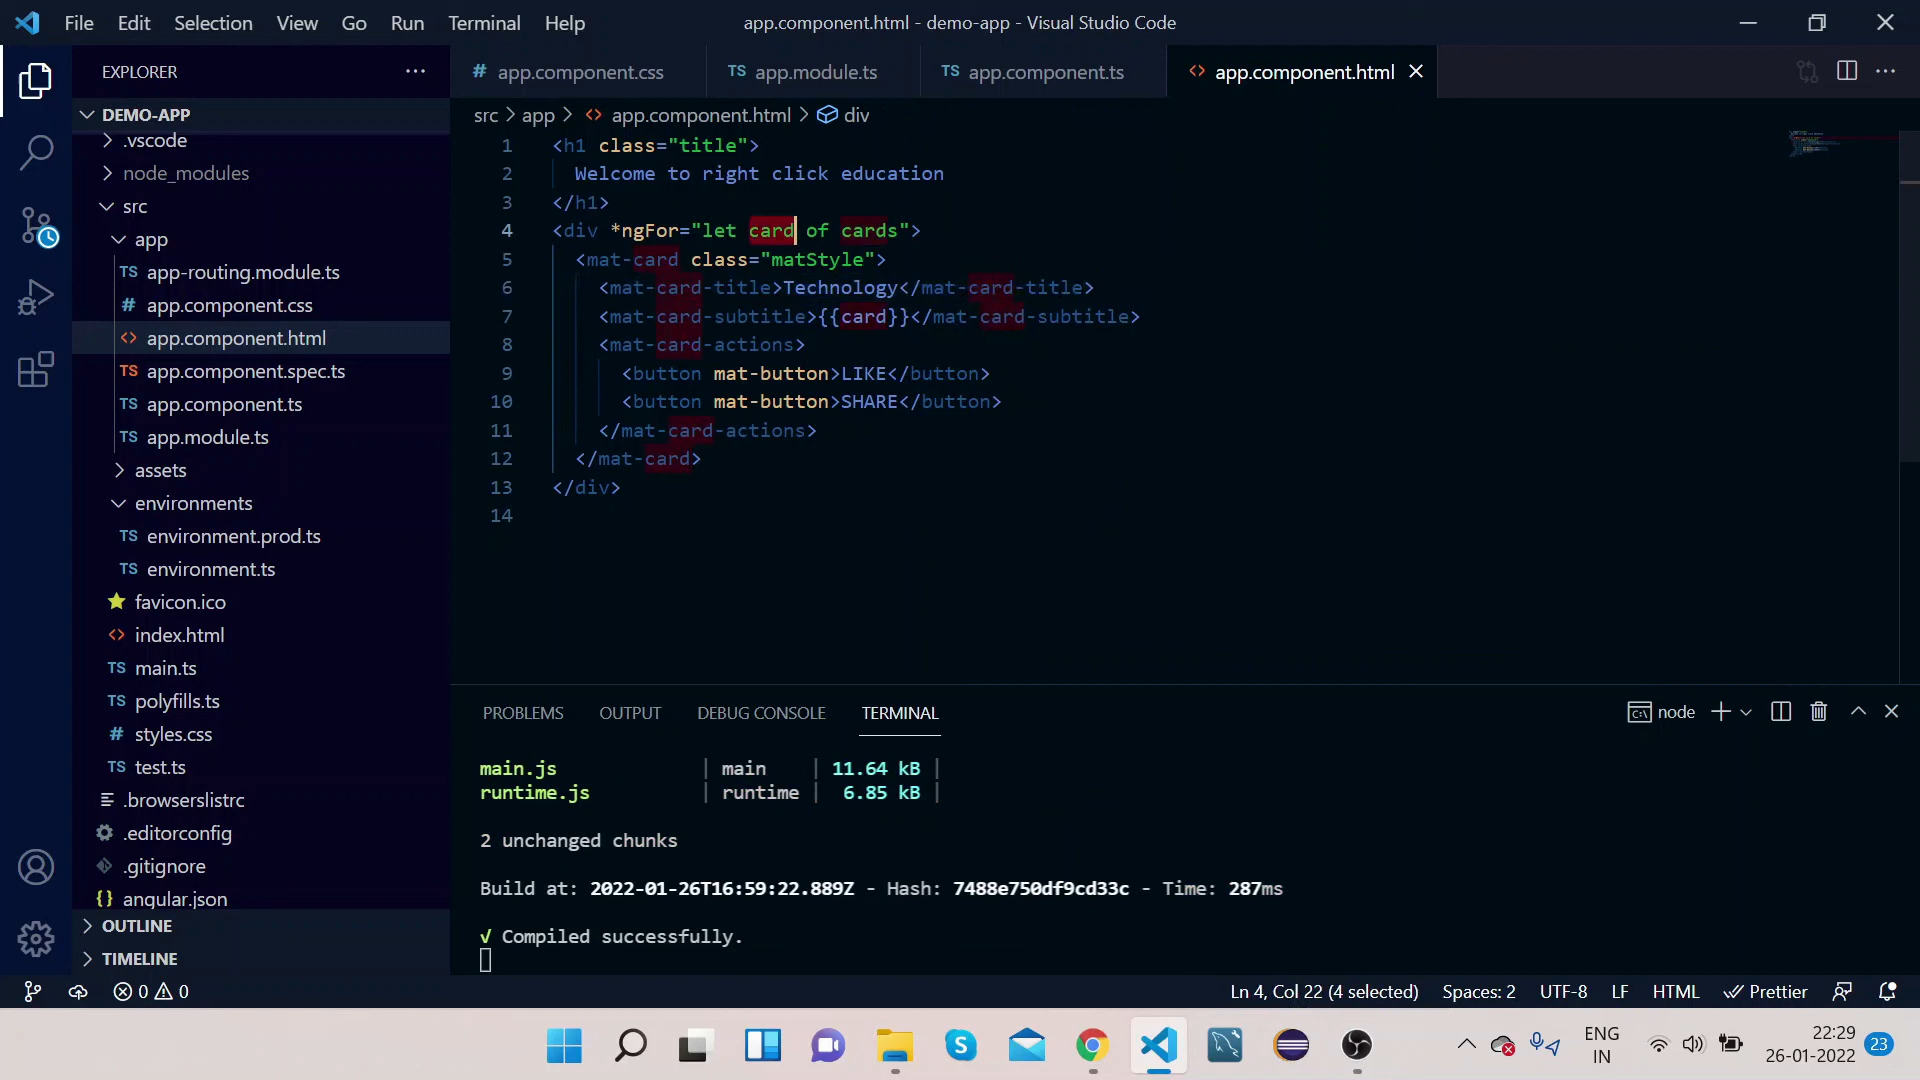 File Edit Selection View Go Run Terminal Help
app.component.html - demo-app - Visual Studio Code
EXPLORER
# app.component.css
TS app.module.ts
TS app.component.ts
<> app.component.html
DEMO-APP
.vscode
node_modules
src
app
TS app-routing.module.ts
# app.component.css
<> app.component.html
TS app.component.spec.ts
TS app.component.ts
TS app.module.ts
assets
environments
TS environment.prod.ts
TS environment.ts
favicon.ico
<> index.html
TS main.ts
TS polyfills.ts
# styles.css
TS test.ts
.browserslistrc
.editorconfig
.gitignore
{} angular.json
OUTLINE
TIMELINE
src > app > <> app.component.html > div
1 <h1 class="title">
2 Welcome to right click education
3 </h1>
4 <div *ngFor="let card of cards">
5 <mat-card class="matStyle">
6 <mat-card-title>Technology</mat-card-title>
7 <mat-card-subtitle>{{card}}</mat-card-subtitle>
8 <mat-card-actions>
9 <button mat-button>LIKE</button>
10 <button mat-button>SHARE</button>
11 </mat-card-actions>
12 </mat-card>
13 </div>
14
PROBLEMS OUTPUT DEBUG CONSOLE TERMINAL
node
main.js | main | 11.64 kB |
runtime.js | runtime | 6.85 kB |
2 unchanged chunks
Build at: 2022-01-26T16:59:22.889Z - Hash: 7488e750df9cd33c - Time: 287ms
√ Compiled successfully.
0 0
Ln 4, Col 22 (4 selected) Spaces: 2 UTF-8 LF HTML Prettier
ENG
IN
22:29
26-01-2022
23